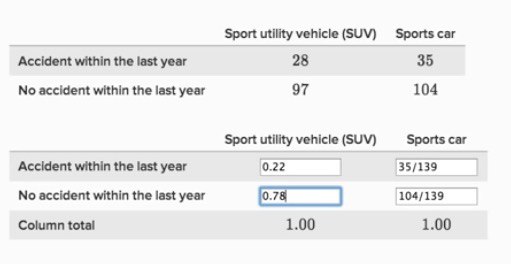 Sport utility vehicle (SUV) Sports car
Accident within the last year 28 35
No accident within the last year 97 104
Sport utility vehicle (SUV) Sports car
Accident within the last year 0.22 35/139
No accident within the last year 0.78 104/139
Column total 1.00 1.00